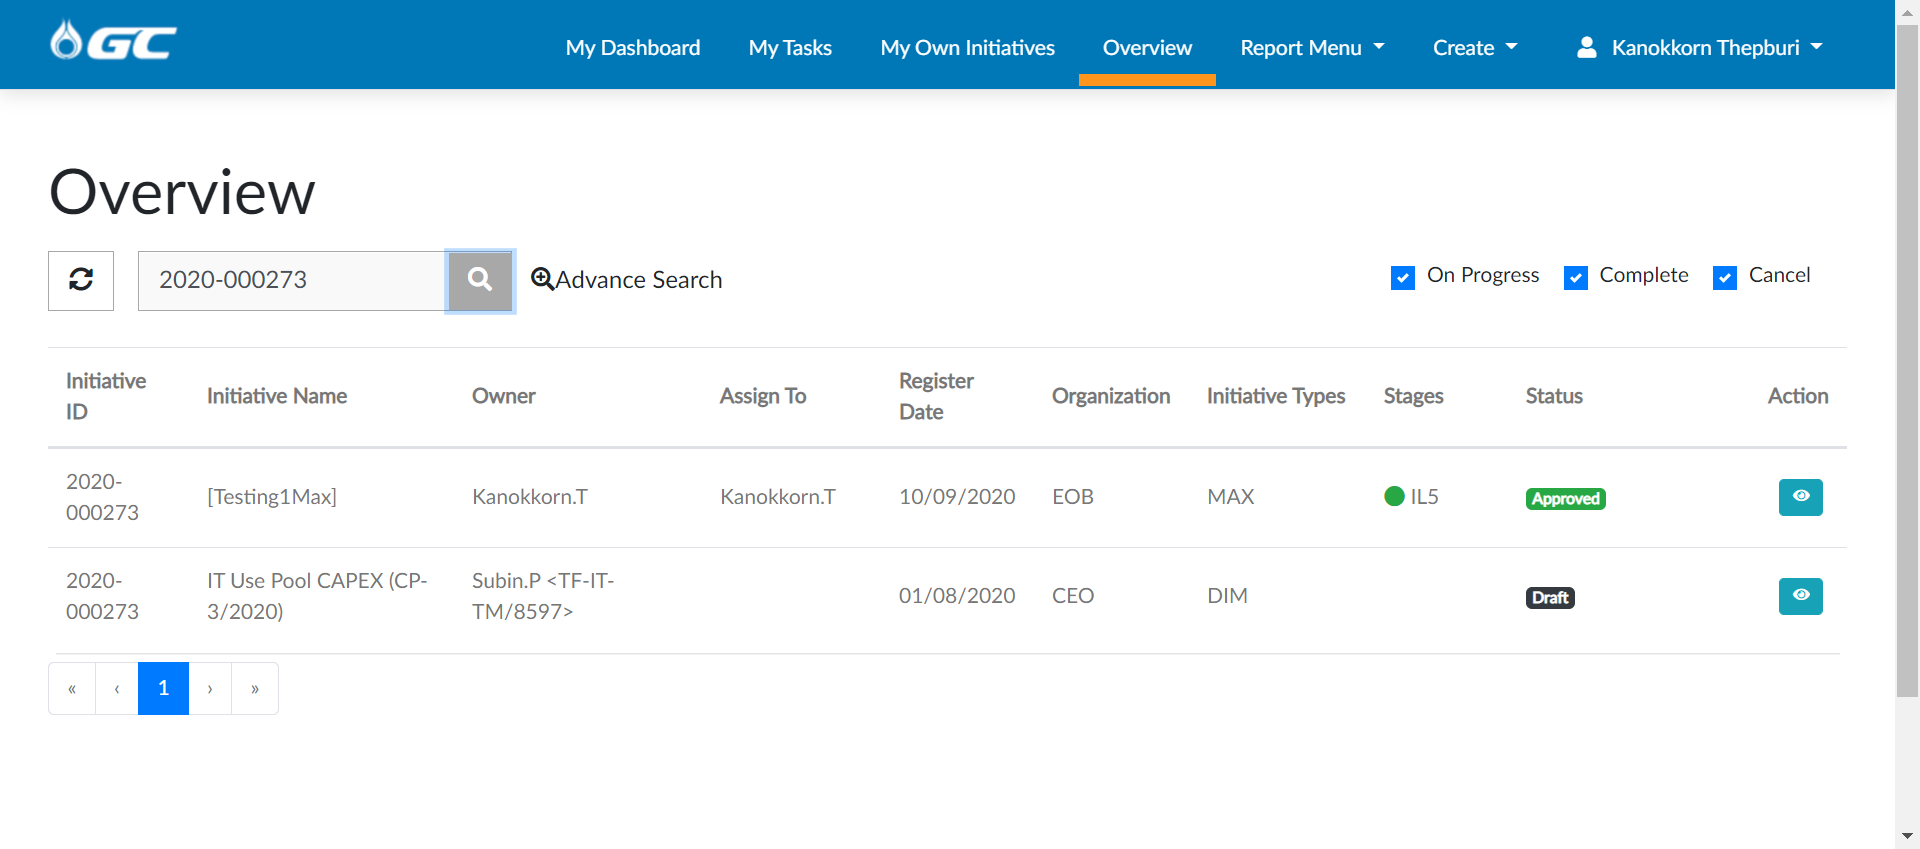 GC
My Dashboard
My Tasks
My Own Initiatives
Overview
Report Menu
Create
Kanokkorn Thepburi
Overview
2020-000273
Advance Search
On Progress
Complete
Cancel
Initiative
ID
Initiative Name
Owner
Assign To
Register
Date
Organization
Initiative Types
Stages
Status
Action
2020-
000273
[Testing1Max]
Kanokkorn.T
Kanokkorn.T
10/09/2020
EOB
MAX
IL5
Approved
2020-
000273
IT Use Pool CAPEX (CP-
3/2020)
Subin.P <TF-IT-
TM/8597>
01/08/2020
CEO
DIM
Draft
« ‹ 1 › »